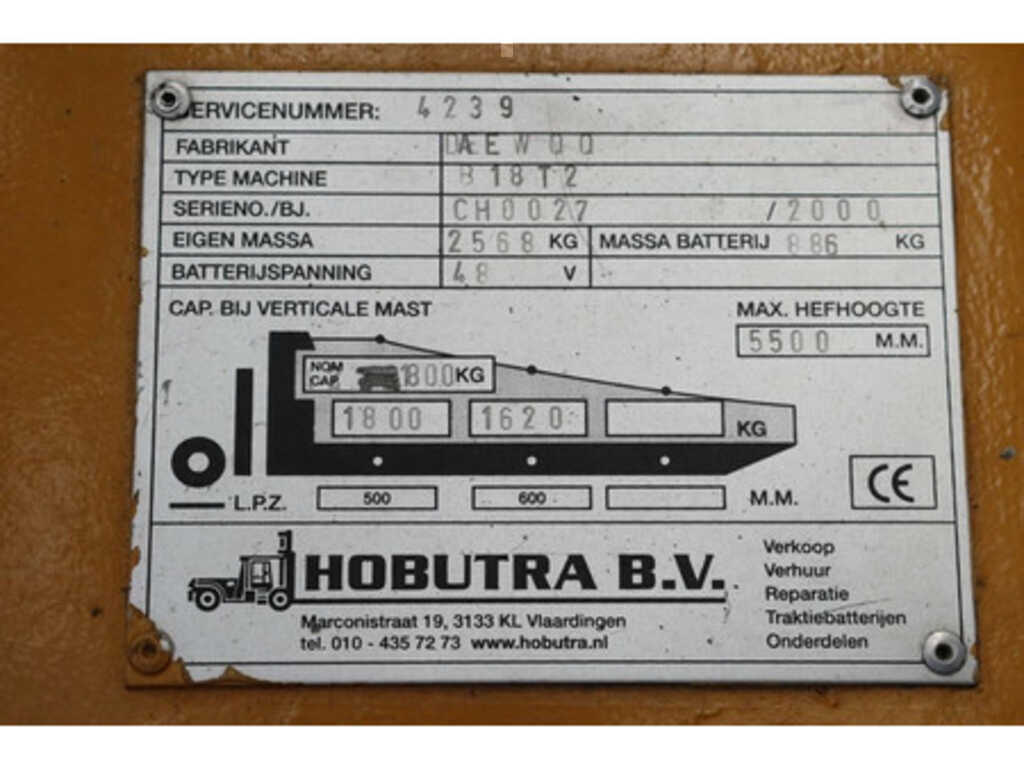 SERVICENUMMER: 4239
FABRIKANT DAEWOO
TYPE MACHINE B18T2
SERIENO./BJ. CH0027 /2000
EIGEN MASSA 2568 KG MASSA BATTERIJ 886 KG
BATTERIJSPANNING 48 V
CAP. BIJ VERTICALE MAST MAX. HEFHOOGTE
5500 M.M.
NOM CAP. 1800 KG
1800 1620 KG
L.P.Z. 500 600 M.M. CE
HOBUTRA B.V.
Marconistraat 19, 3133 KL Vlaardingen
tel. 010 - 435 72 73 www.hobutra.nl
Verkoop
Verhuur
Reparatie
Traktiebatterijen
Onderdelen